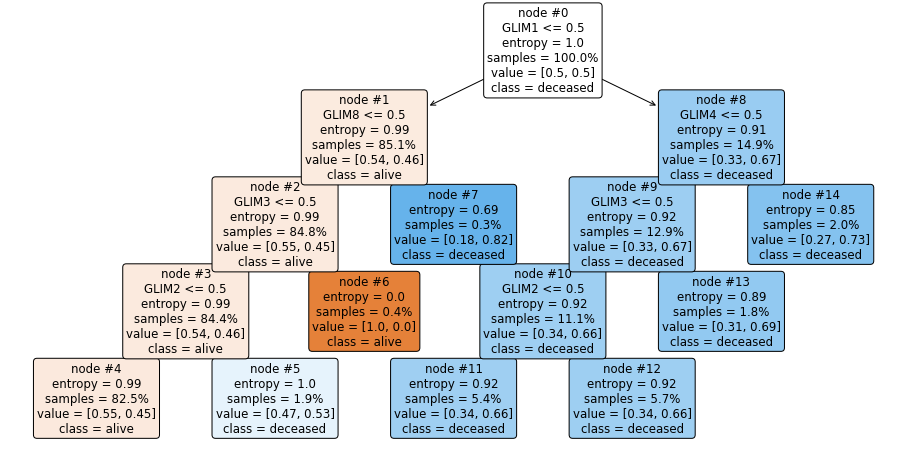 node #0
GLIM1 <= 0.5
entropy = 1.0
samples = 100.0%
value = [0.5, 0.5]
class = deceased
node #1
GLIM8 <= 0.5
entropy = 0.99
samples = 85.1%
value = [0.54, 0.46]
class = alive
node #8
GLIM4 <= 0.5
entropy = 0.91
samples = 14.9%
value = [0.33, 0.67]
class = deceased
node #2
GLIM3 <= 0.5
entropy = 0.99
samples = 84.8%
value = [0.55, 0.45]
class = alive
node #7
entropy = 0.69
samples = 0.3%
value = [0.18, 0.82]
class = deceased
node #9
GLIM3 <= 0.5
entropy = 0.92
samples = 12.9%
value = [0.33, 0.67]
class = deceased
node #14
entropy = 0.85
samples = 2.0%
value = [0.27, 0.73]
class = deceased
node #3
GLIM2 <= 0.5
entropy = 0.99
samples = 84.4%
value = [0.54, 0.46]
class = alive
node #6
entropy = 0.0
samples = 0.4%
value = [1.0, 0.0]
class = alive
node #10
GLIM2 <= 0.5
entropy = 0.92
samples = 11.1%
value = [0.34, 0.66]
class = deceased
node #13
entropy = 0.89
samples = 1.8%
value = [0.31, 0.69]
class = deceased
node #4
entropy = 0.99
samples = 82.5%
value = [0.55, 0.45]
class = alive
node #5
entropy = 1.0
samples = 1.9%
value = [0.47, 0.53]
class = deceased
node #11
entropy = 0.92
samples = 5.4%
value = [0.34, 0.66]
class = deceased
node #12
entropy = 0.92
samples = 5.7%
value = [0.34, 0.66]
class = deceased